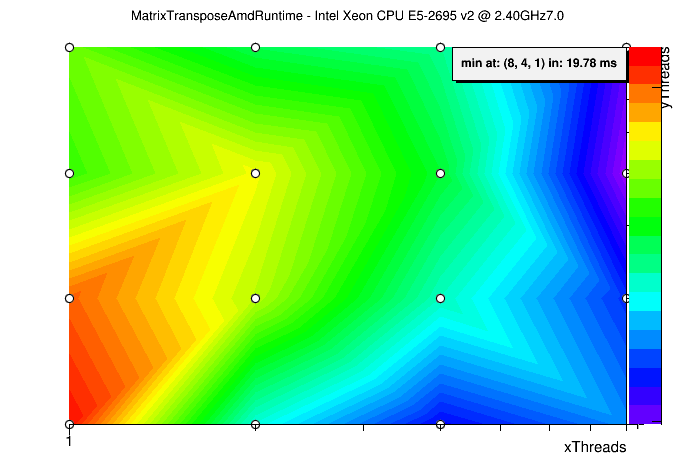 MatrixTransposeAmdRuntime - Intel Xeon CPU E5-2695 v2 @ 2.40GHz7.0
min at: (8, 4, 1) in: 19.78 ms
yThreads
1
xThreads